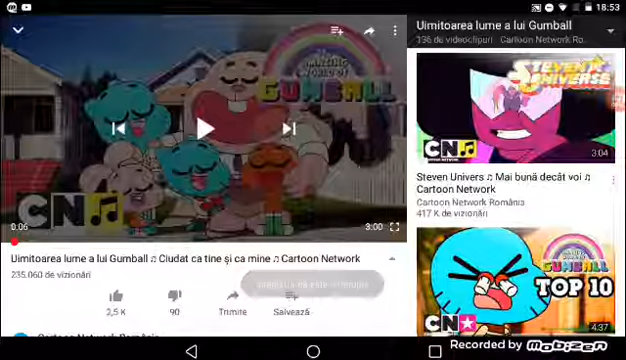 18:53
THE AMAZING
WORLD OF
GUMBALL
CN
0:06
3:00
Uimitoarea lume a lui Gumball ♫ Ciudat ca tine și ca mine ♫ Cartoon Network
235.060 de vizionări
2,5 K
90
Trimite
Salvează
Cartoon Network România
Uimitoarea lume a lui Gumball
136 de videoclipuri · Cartoon Network Ro...
STEVEN
UNIVERSE
CN
3:04
Steven Univers ♫ Mai bună decât voi ♫
Cartoon Network
Cartoon Network România
417 K de vizionări
GUMBALL
TOP 10
CN
4:37
Recorded by Mobizen